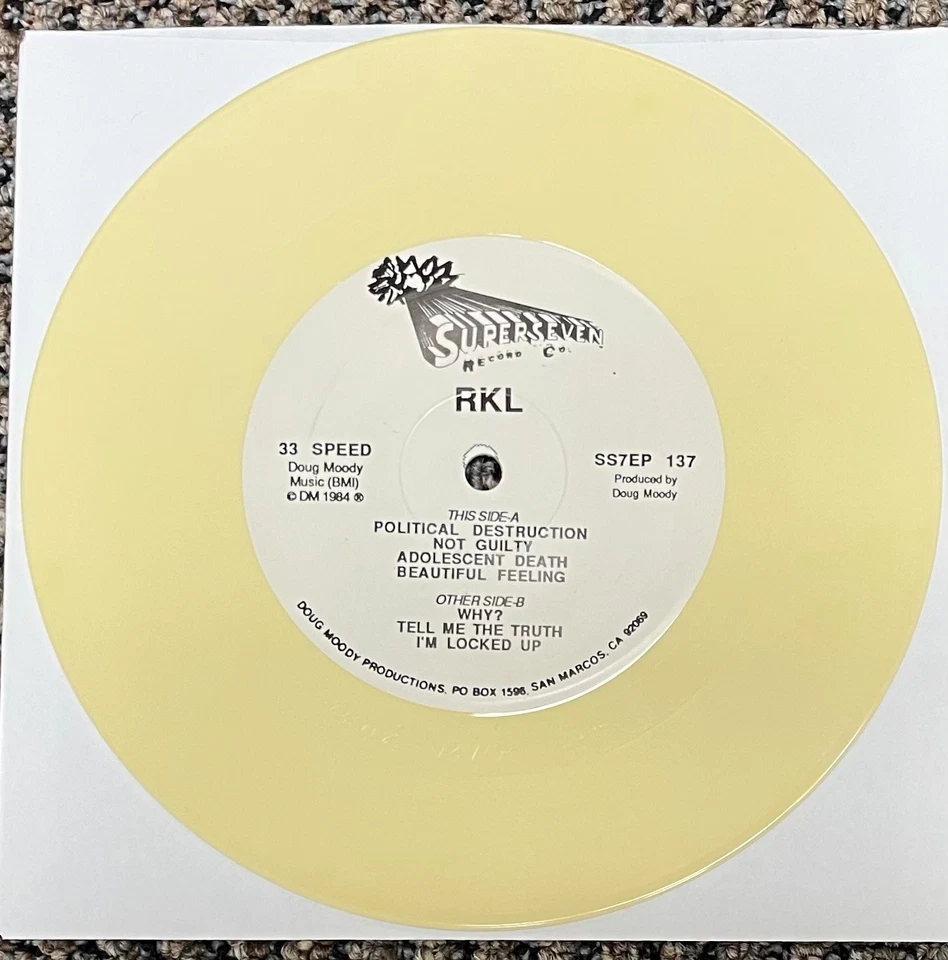 SUPERSEVEN
RECORD CO.
RKL
33 SPEED
Doug Moody
Music (BMI)
© DM 1984 ®
SS7EP 137
Produced by
Doug Moody
THIS SIDE-A
POLITICAL DESTRUCTION
NOT GUILTY
ADOLESCENT DEATH
BEAUTIFUL FEELING
OTHER SIDE-B
WHY?
TELL ME THE TRUTH
I'M LOCKED UP
DOUG MOODY PRODUCTIONS, PO BOX 1598, SAN MARCOS, CA 92069